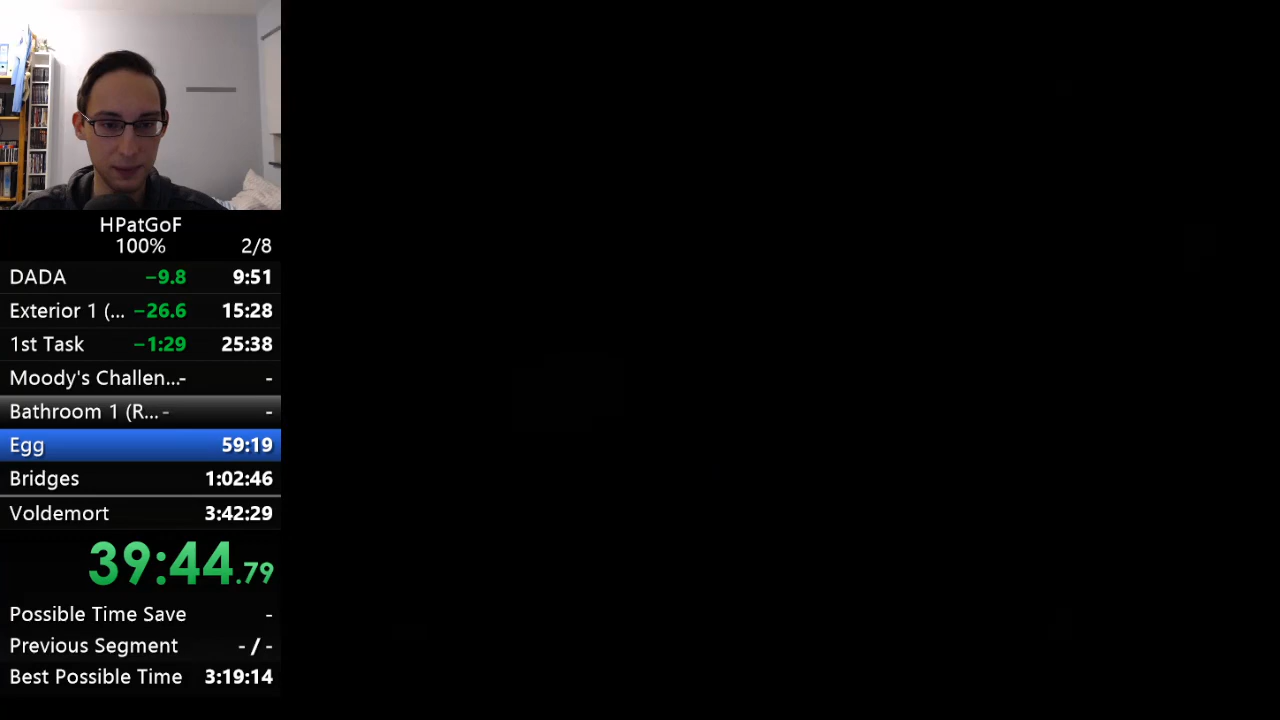 HPatGoF
100% 2/8
DADA −9.8 9:51
Exterior 1 (... −26.6 15:28
1st Task −1:29 25:38
Moody's Challen...- -
Bathroom 1 (R... - -
Egg 59:19
Bridges 1:02:46
Voldemort 3:42:29
39:44.79
Possible Time Save -
Previous Segment - / -
Best Possible Time 3:19:14